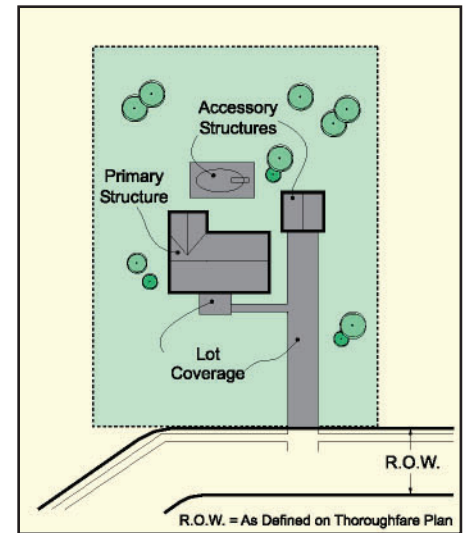 Accessory
Structures
Primary
Structure
Lot
Coverage
R.O.W.
R.O.W. = As Defined on Thoroughfare Plan